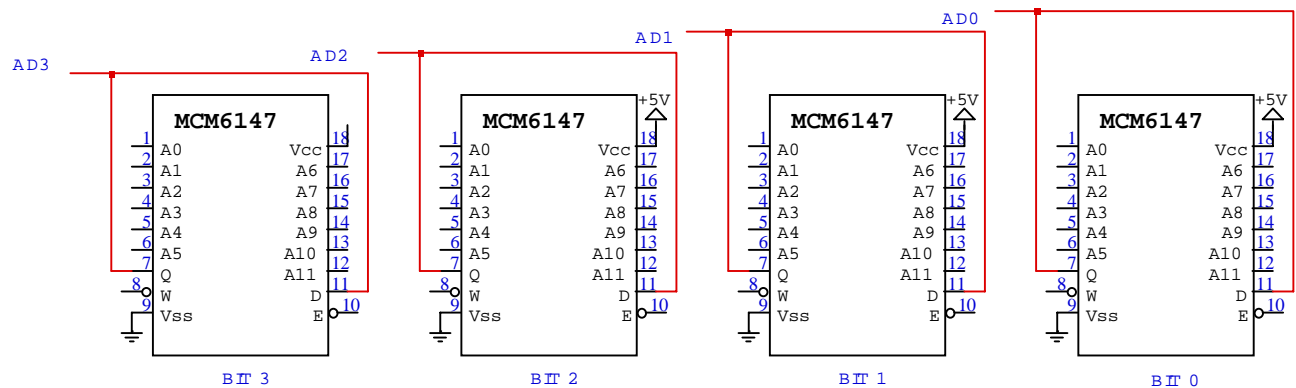 AD3
AD2
AD1
AD0
MCM6147
1 A0
2 A1
3 A2
4 A3
5 A4
6 A5
7 Q
8 W
9 Vss
18 Vcc
17 A6
16 A7
15 A8
14 A9
13 A10
12 A11
11 D
10 E
BIT 3
+5V
MCM6147
1 A0
2 A1
3 A2
4 A3
5 A4
6 A5
7 Q
8 W
9 Vss
18 Vcc
17 A6
16 A7
15 A8
14 A9
13 A10
12 A11
11 D
10 E
BIT 2
+5V
MCM6147
1 A0
2 A1
3 A2
4 A3
5 A4
6 A5
7 Q
8 W
9 Vss
18 Vcc
17 A6
16 A7
15 A8
14 A9
13 A10
12 A11
11 D
10 E
BIT 1
+5V
MCM6147
1 A0
2 A1
3 A2
4 A3
5 A4
6 A5
7 Q
8 W
9 Vss
18 Vcc
17 A6
16 A7
15 A8
14 A9
13 A10
12 A11
11 D
10 E
BIT 0